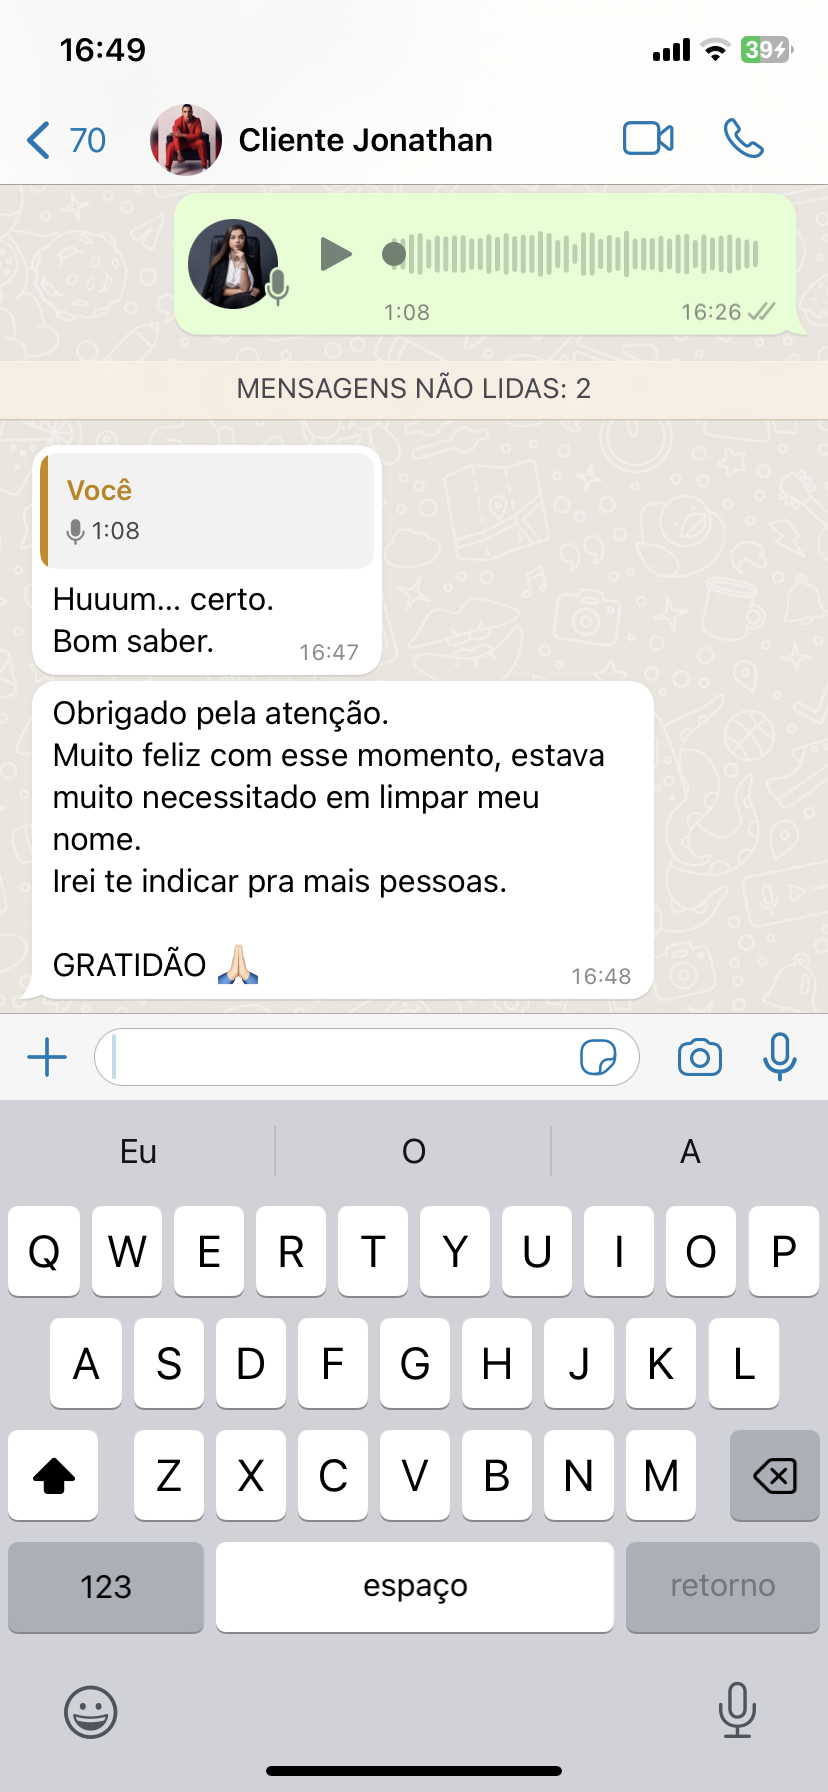 16:49
39
70
Cliente Jonathan
1:08
16:26
MENSAGENS NÃO LIDAS: 2
Você
1:08
Huuum... certo.
Bom saber.
16:47
Obrigado pela atenção.
Muito feliz com esse momento, estava
muito necessitado em limpar meu
nome.
Irei te indicar pra mais pessoas.
GRATIDÃO 🙏🏻
16:48
Eu O A
Q W E R T Y U I O P
A S D F G H J K L
Z X C V B N M
123 espaço retorno